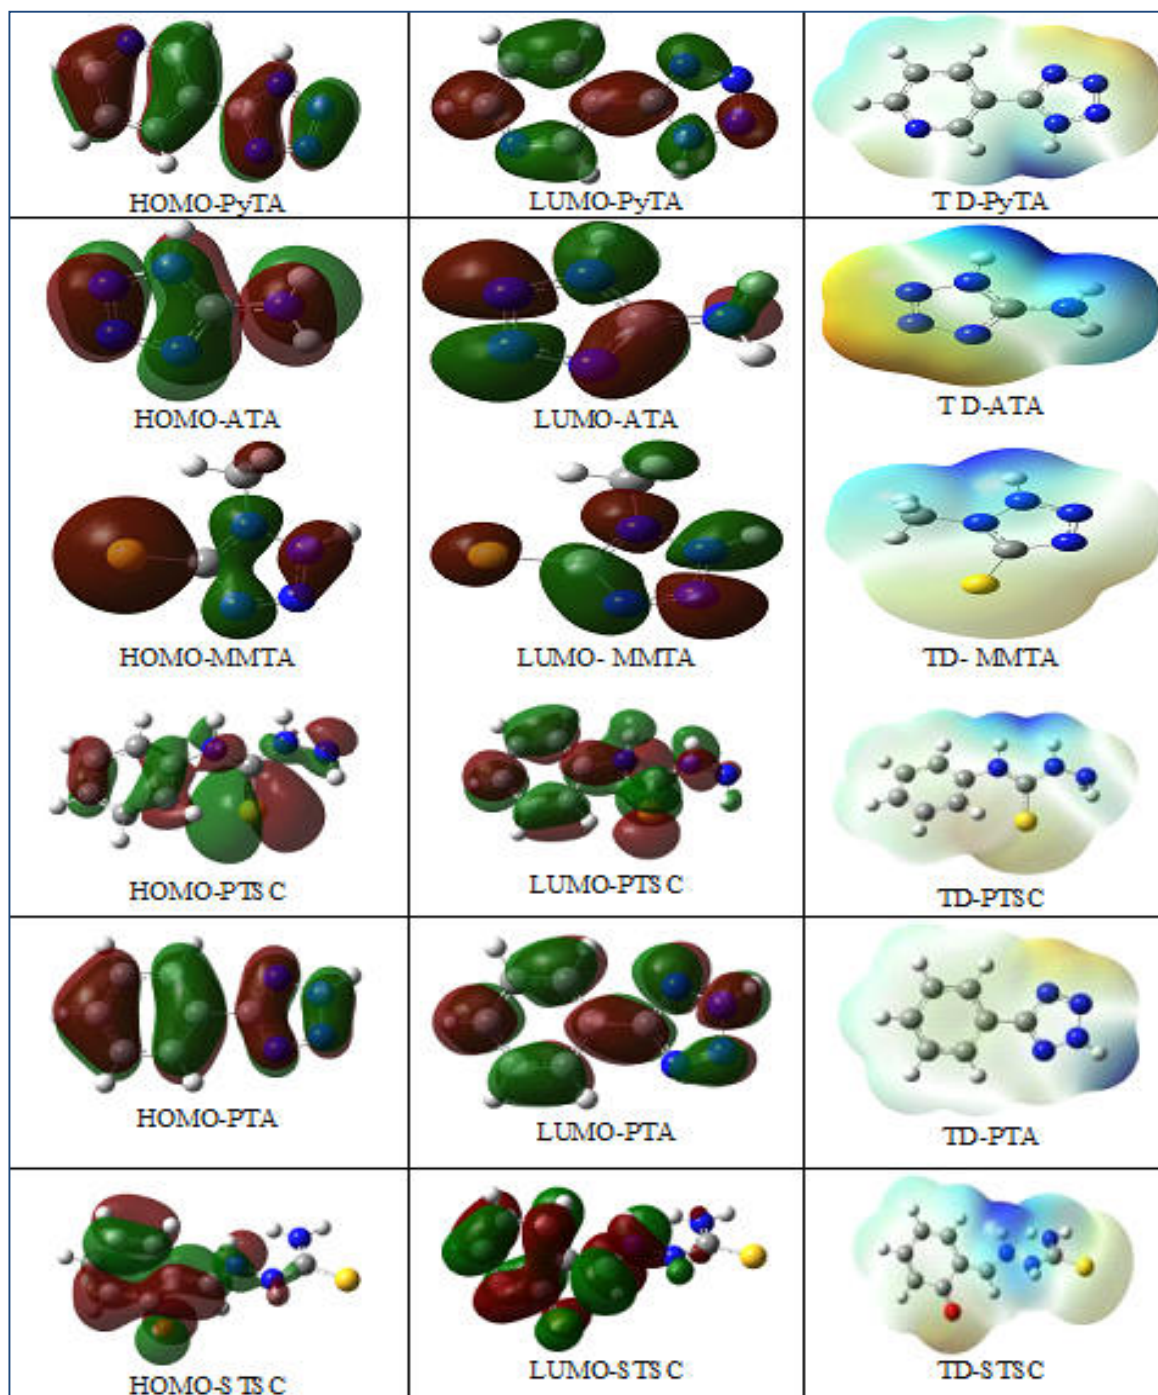 HOMO-PyTA
LUMO-PyTA
TD-PyTA
HOMO-ATA
LUMO-ATA
TD-ATA
HOMO-MMTA
LUMO- MMTA
TD- MMTA
HOMO-PTSC
LUMO-PTSC
TD-PTSC
HOMO-PTA
LUMO-PTA
TD-PTA
HOMO-STSC
LUMO-STSC
TD-STSC